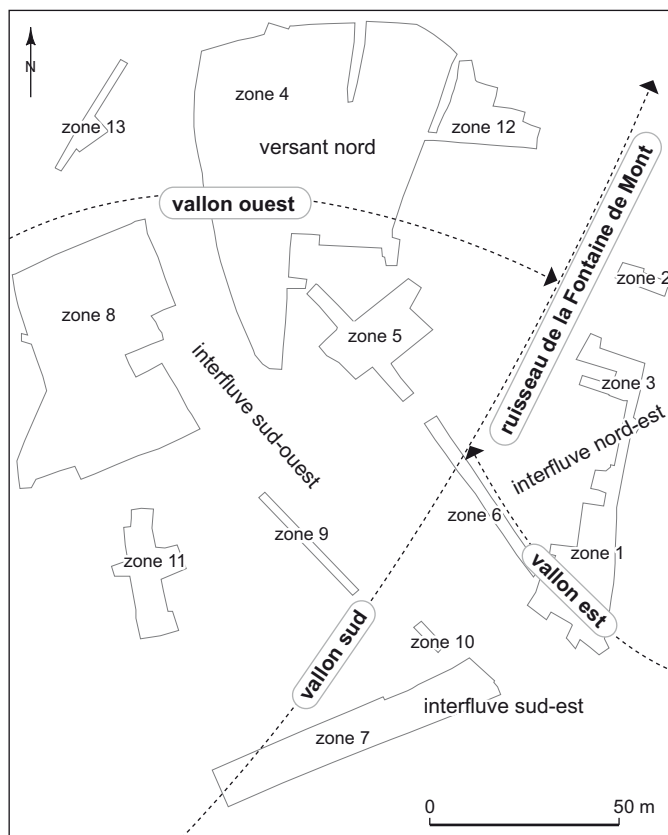 N
zone 4
zone 13
zone 12
versant nord
vallon ouest
ruisseau de la Fontaine de Mont
zone 2
zone 8
zone 5
interfluve sud-ouest
zone 3
interfluve nord-est
zone 6
zone 9
zone 1
zone 11
vallon est
vallon sud
zone 10
interfluve sud-est
zone 7
0
50 m